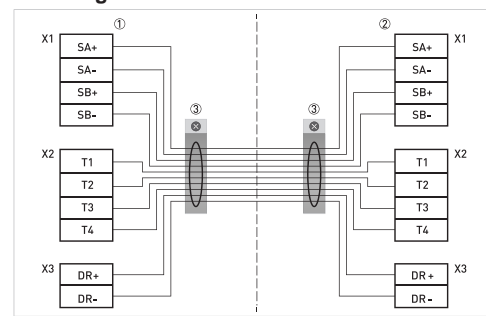 ① ②
X1 X1
SA+ SA+
SA- SA-
SB+ ③ ③ SB+
SB- SB-
X2 X2
T1 T1
T2 T2
T3 T3
T4 T4
X3 X3
DR+ DR+
DR- DR-